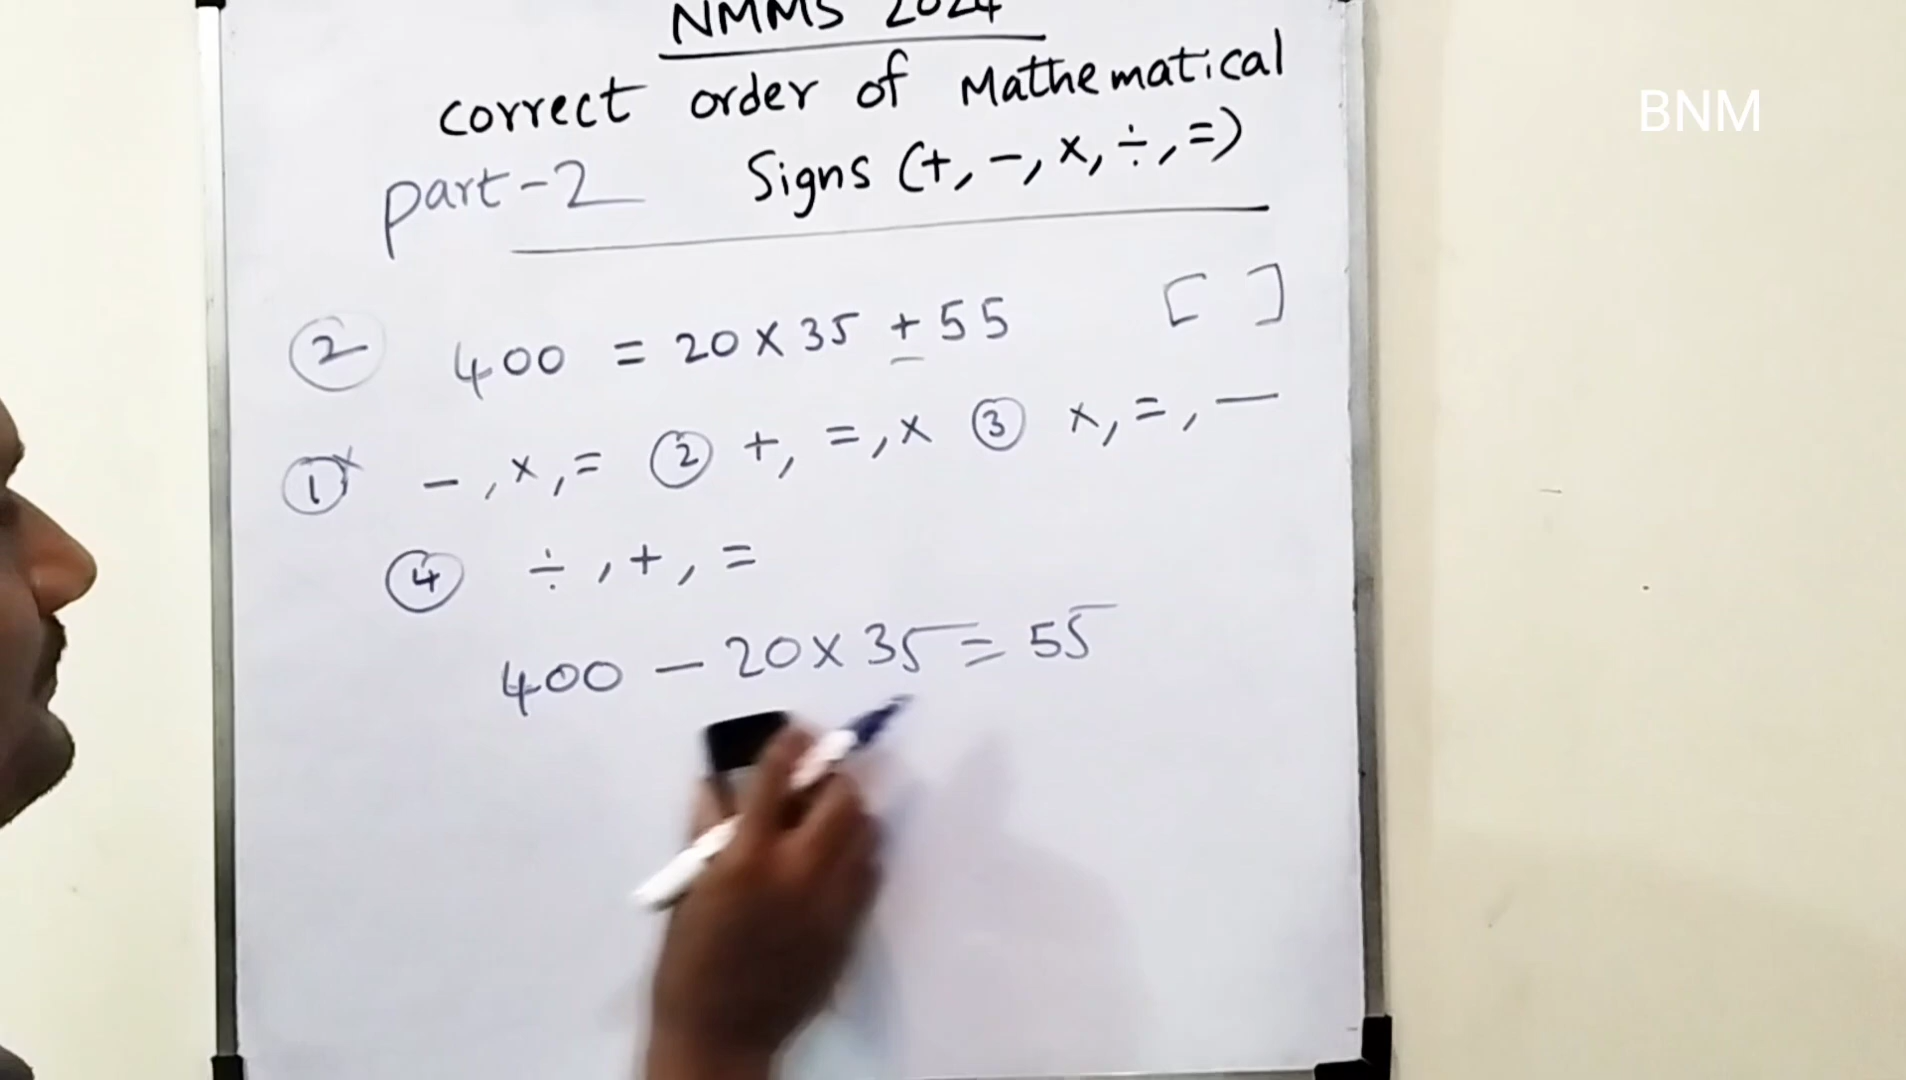 NMMS 2024
correct order of Mathematical
part-2 Signs (+, -, ×, ÷, =)
BNM
② 400 = 20 × 35 + 55 [ ]
① -, ×, = ② +, =, × ③ ×, =, —
④ ÷, +, =
400 - 20 × 35 = 55